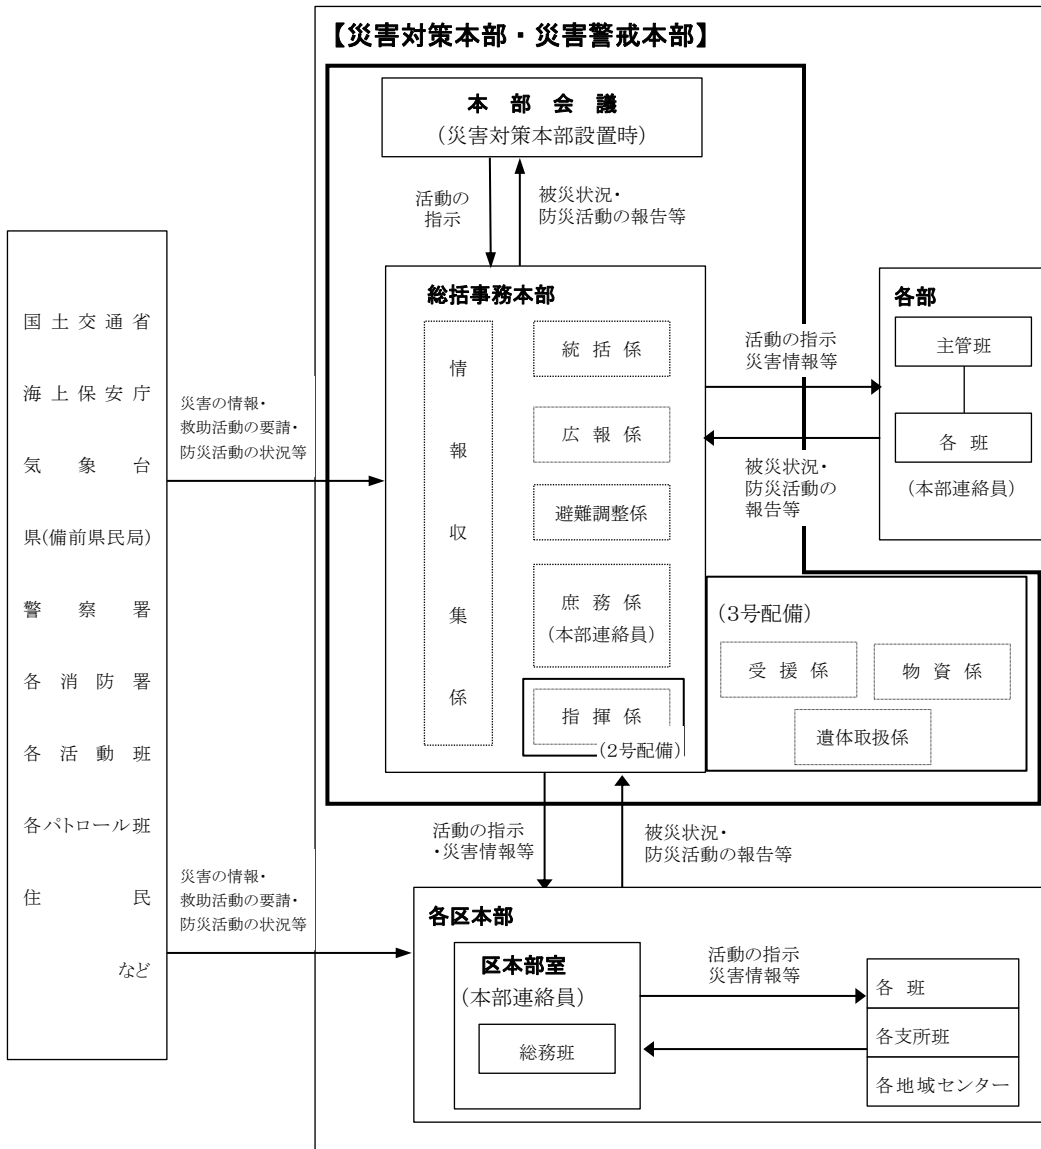 【災害対策本部・災害警戒本部】
本部会議
(災害対策本部設置時)
活動の
指示
被災状況・
防災活動の報告等
国土交通省
海上保安庁
気象台
県(備前県民局)
警察署
各消防署
各活動班
各パトロール班
住民
など
災害の情報・
救助活動の要請・
防災活動の状況等
総括事務本部
情報収集係
統括係
広報係
避難調整係
庶務係
(本部連絡員)
指揮係
(2号配備)
活動の指示
災害情報等
被災状況・
防災活動の
報告等
各部
主管班
各班
(本部連絡員)
(3号配備)
受援係
物資係
遺体取扱係
活動の指示
・災害情報等
被災状況・
防災活動の報告等
災害の情報・
救助活動の要請・
防災活動の状況等
各区本部
区本部室
(本部連絡員)
総務班
活動の指示
災害情報等
各班
各支所班
各地域センター